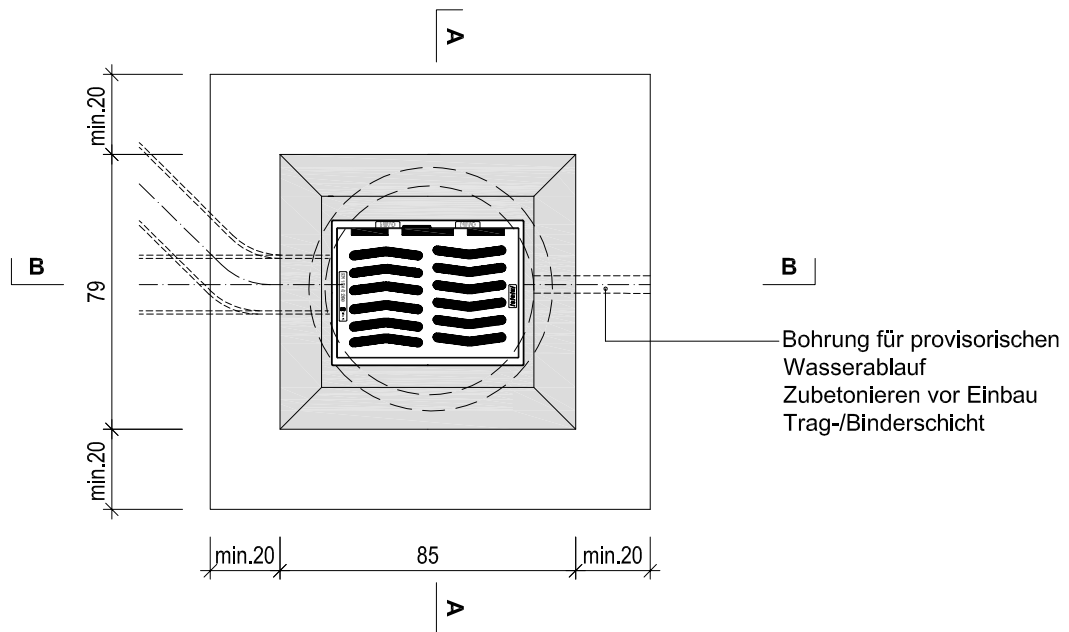 A
min.20
B
B
79
Bohrung für provisorischen
Wasserablauf
Zubetonieren vor Einbau
Trag-/Binderschicht
min.20
min.20
85
min.20
A